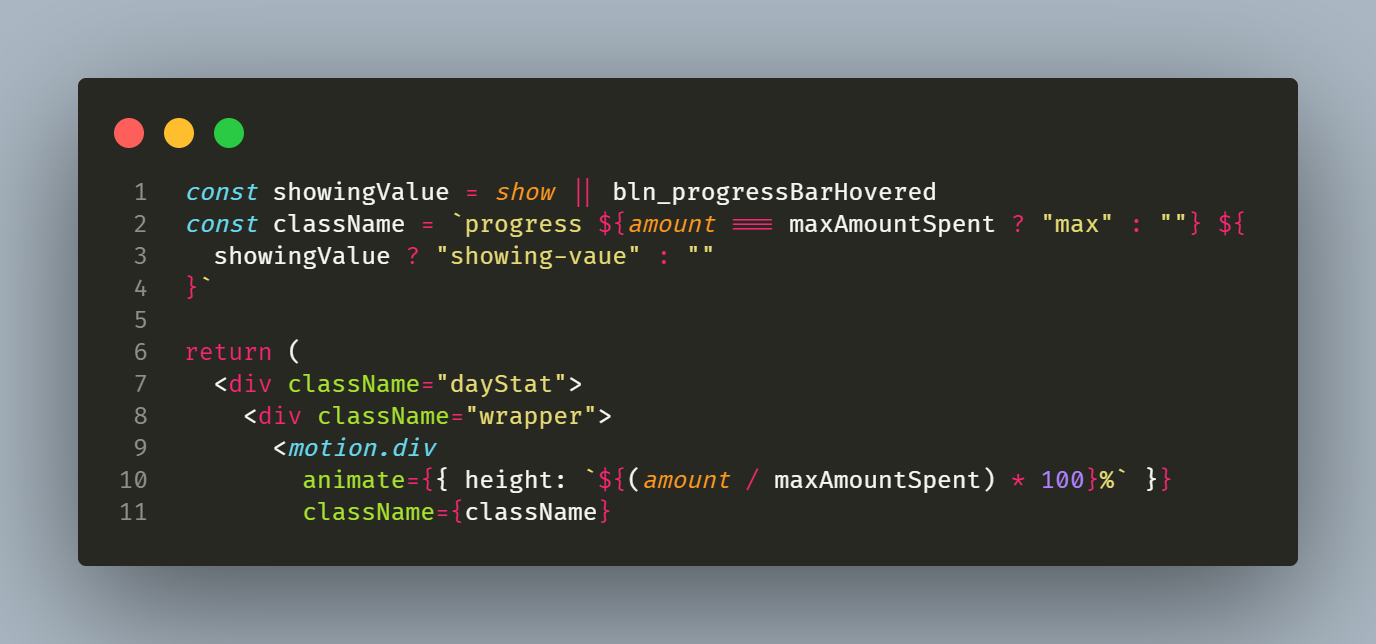 1 const showingValue = show || bln_progressBarHovered
2 const className = `progress ${amount === maxAmountSpent ? "max" : ""} ${
3 showingValue ? "showing-vaue" : ""
4 }`
5
6 return (
7 <div className="dayStat">
8 <div className="wrapper">
9 <motion.div
10 animate={{ height: `${(amount / maxAmountSpent) * 100}%` }}
11 className={className}